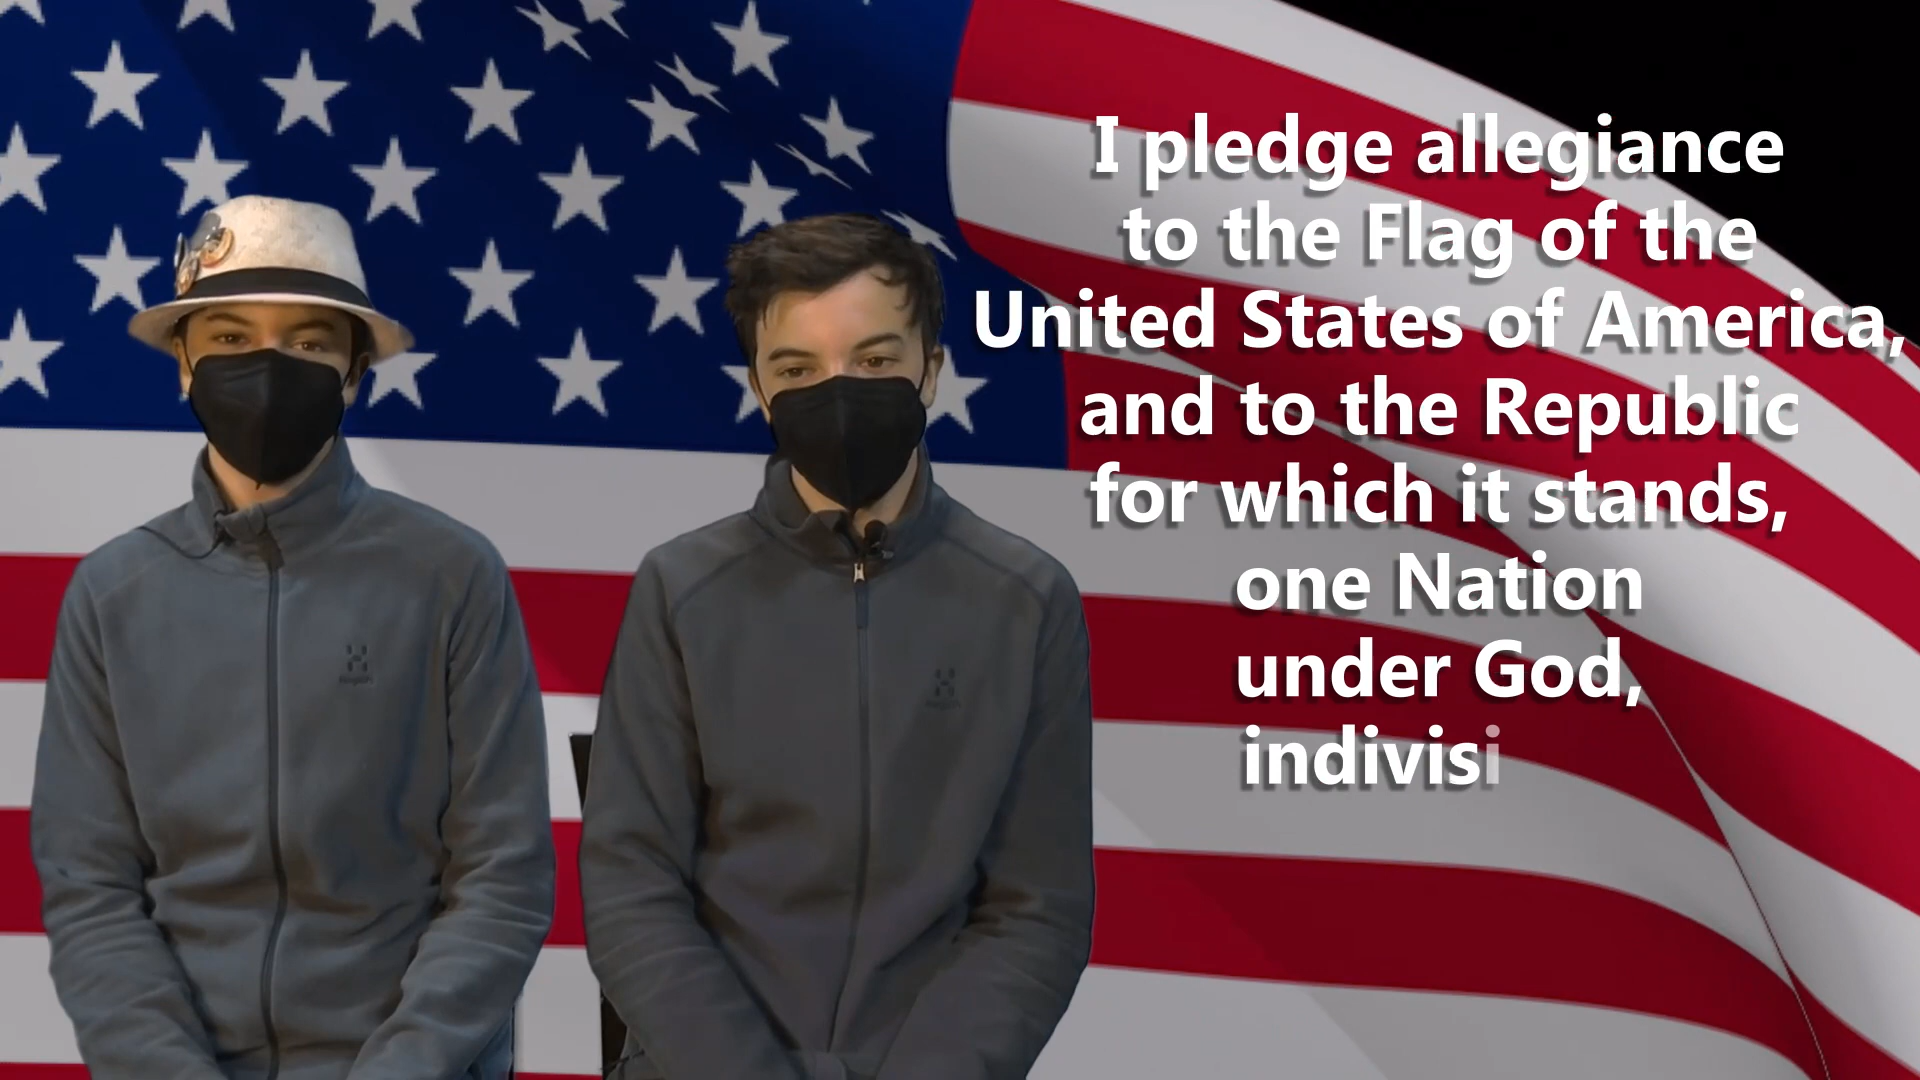 I pledge allegiance
to the Flag of the
United States of America,
and to the Republic
for which it stands,
one Nation
under God,
indivisi